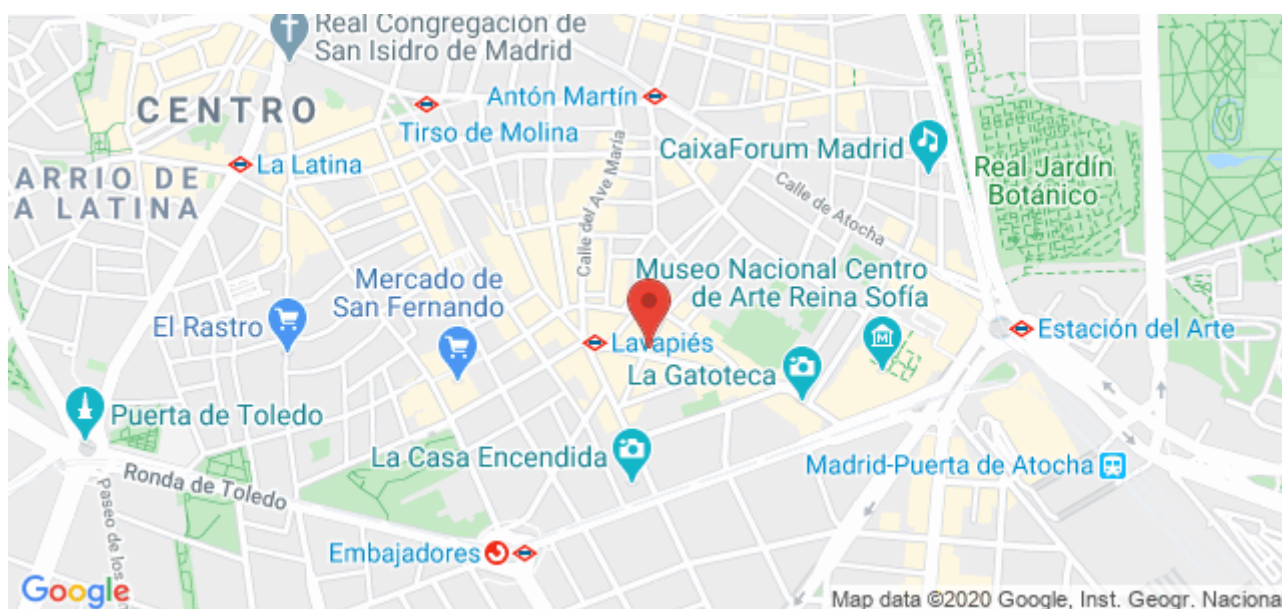 Real Congregación de
San Isidro de Madrid
CENTRO
Antón Martín
Tirso de Molina
CaixaForum Madrid
La Latina
ARRIO DE
A LATINA
Real Jardín
Botánico
Calle del Ave María
Calle de Atocha
Mercado de
San Fernando
Museo Nacional Centro
de Arte Reina Sofía
El Rastro
Lavapiés
Estación del Arte
La Gatoteca
Puerta de Toledo
La Casa Encendida
Madrid-Puerta de Atocha
Ronda de Toledo
Paseo de los
Embajadores
Google
Map data ©2020 Google, Inst. Geogr. Naciona